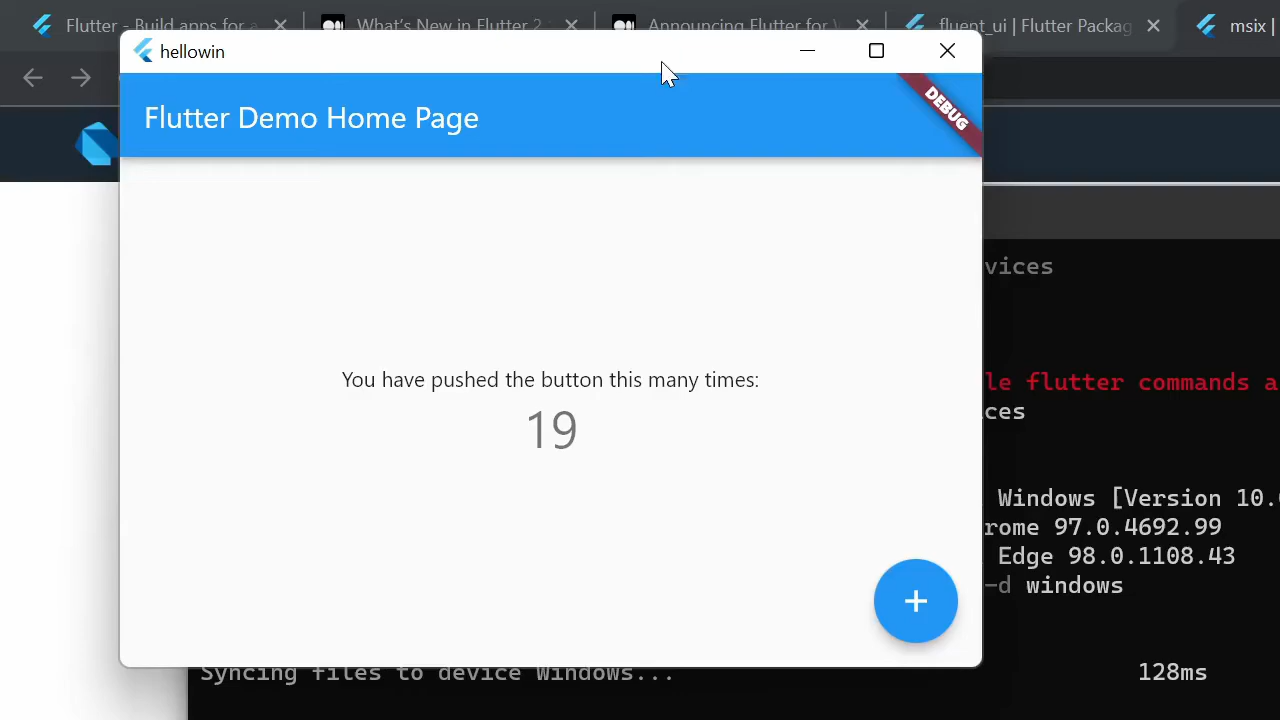 Flutter - Build apps for a
What's New in Flutter 2
Announcing Flutter for
fluent_ui | Flutter Packag
msix |
hellowin
Flutter Demo Home Page
DEBUG
You have pushed the button this many times:
19
vices
le flutter commands a
ces
Windows [Version 10.
rome 97.0.4692.99
Edge 98.0.1108.43
-d windows
Syncing files to device Windows... 128ms